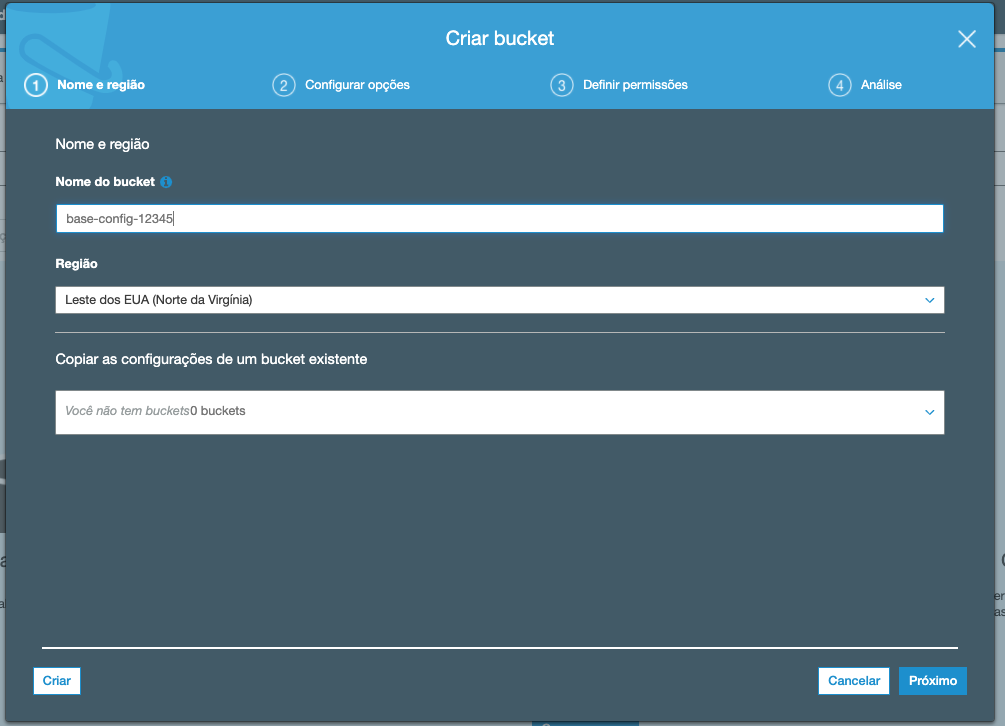 Criar bucket
1 Nome e região
2 Configurar opções
3 Definir permissões
4 Análise
Nome e região
Nome do bucket
base-config-12345
Região
Leste dos EUA (Norte da Virgínia)
Copiar as configurações de um bucket existente
Você não tem buckets0 buckets
Criar
Cancelar
Próximo